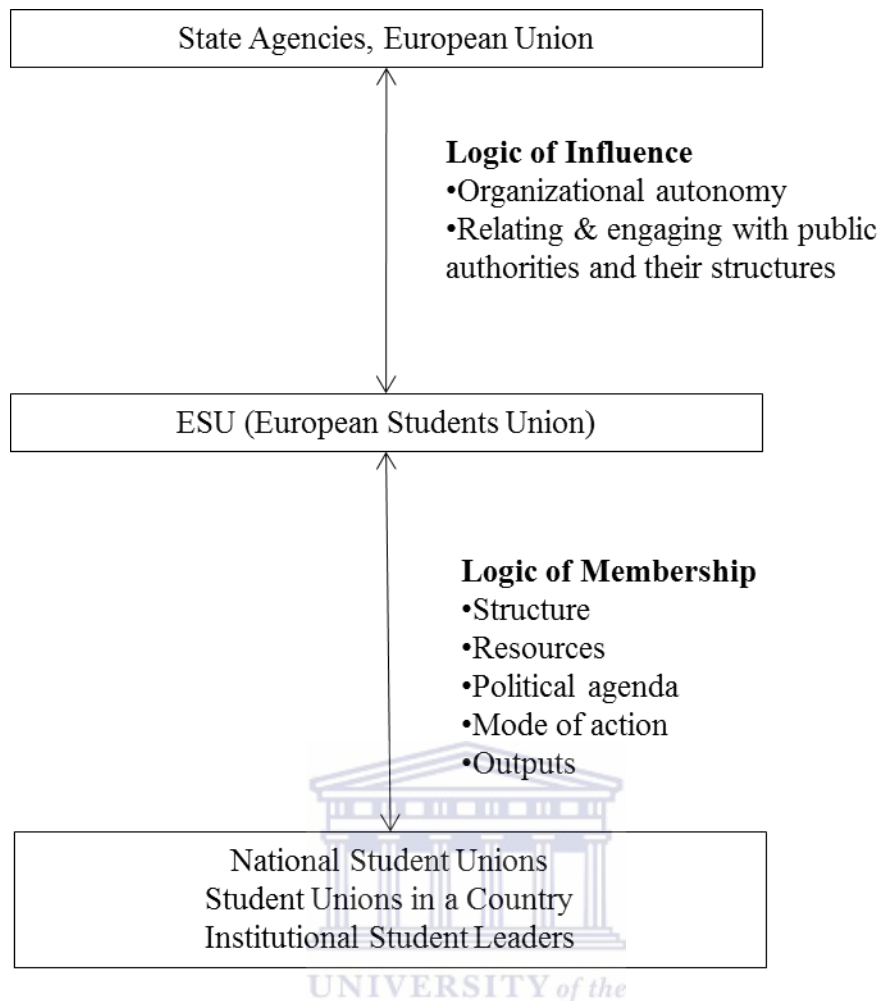 State Agencies, European Union
Logic of Influence
•Organizational autonomy
•Relating & engaging with public
authorities and their structures
ESU (European Students Union)
Logic of Membership
•Structure
•Resources
•Political agenda
•Mode of action
•Outputs
National Student Unions
Student Unions in a Country
Institutional Student Leaders
UNIVERSITY of the